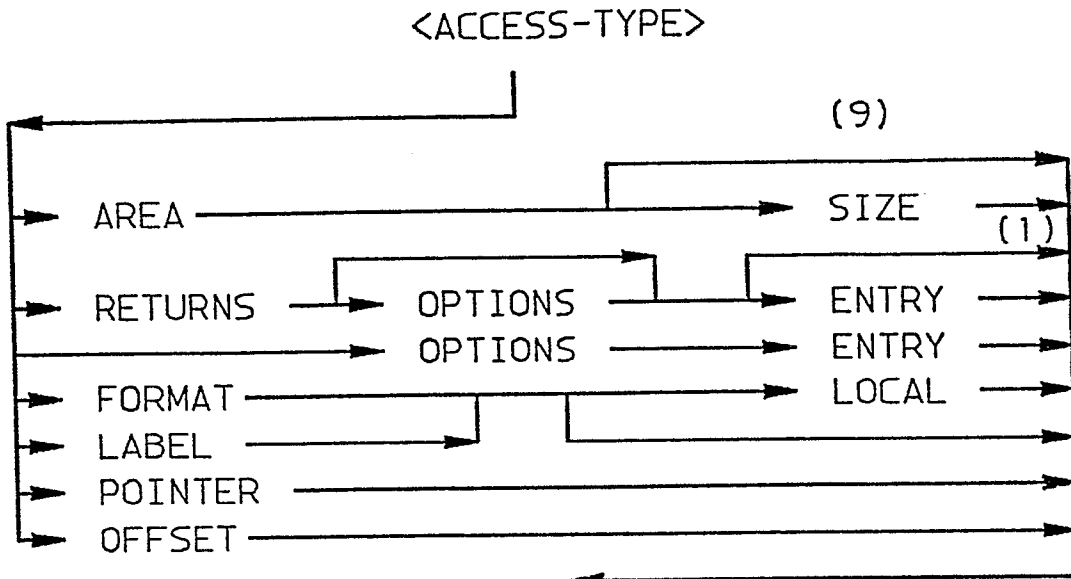 <ACCESS-TYPE>
(9)
AREA SIZE
(1)
RETURNS OPTIONS ENTRY
OPTIONS ENTRY
FORMAT LOCAL
LABEL
POINTER
OFFSET